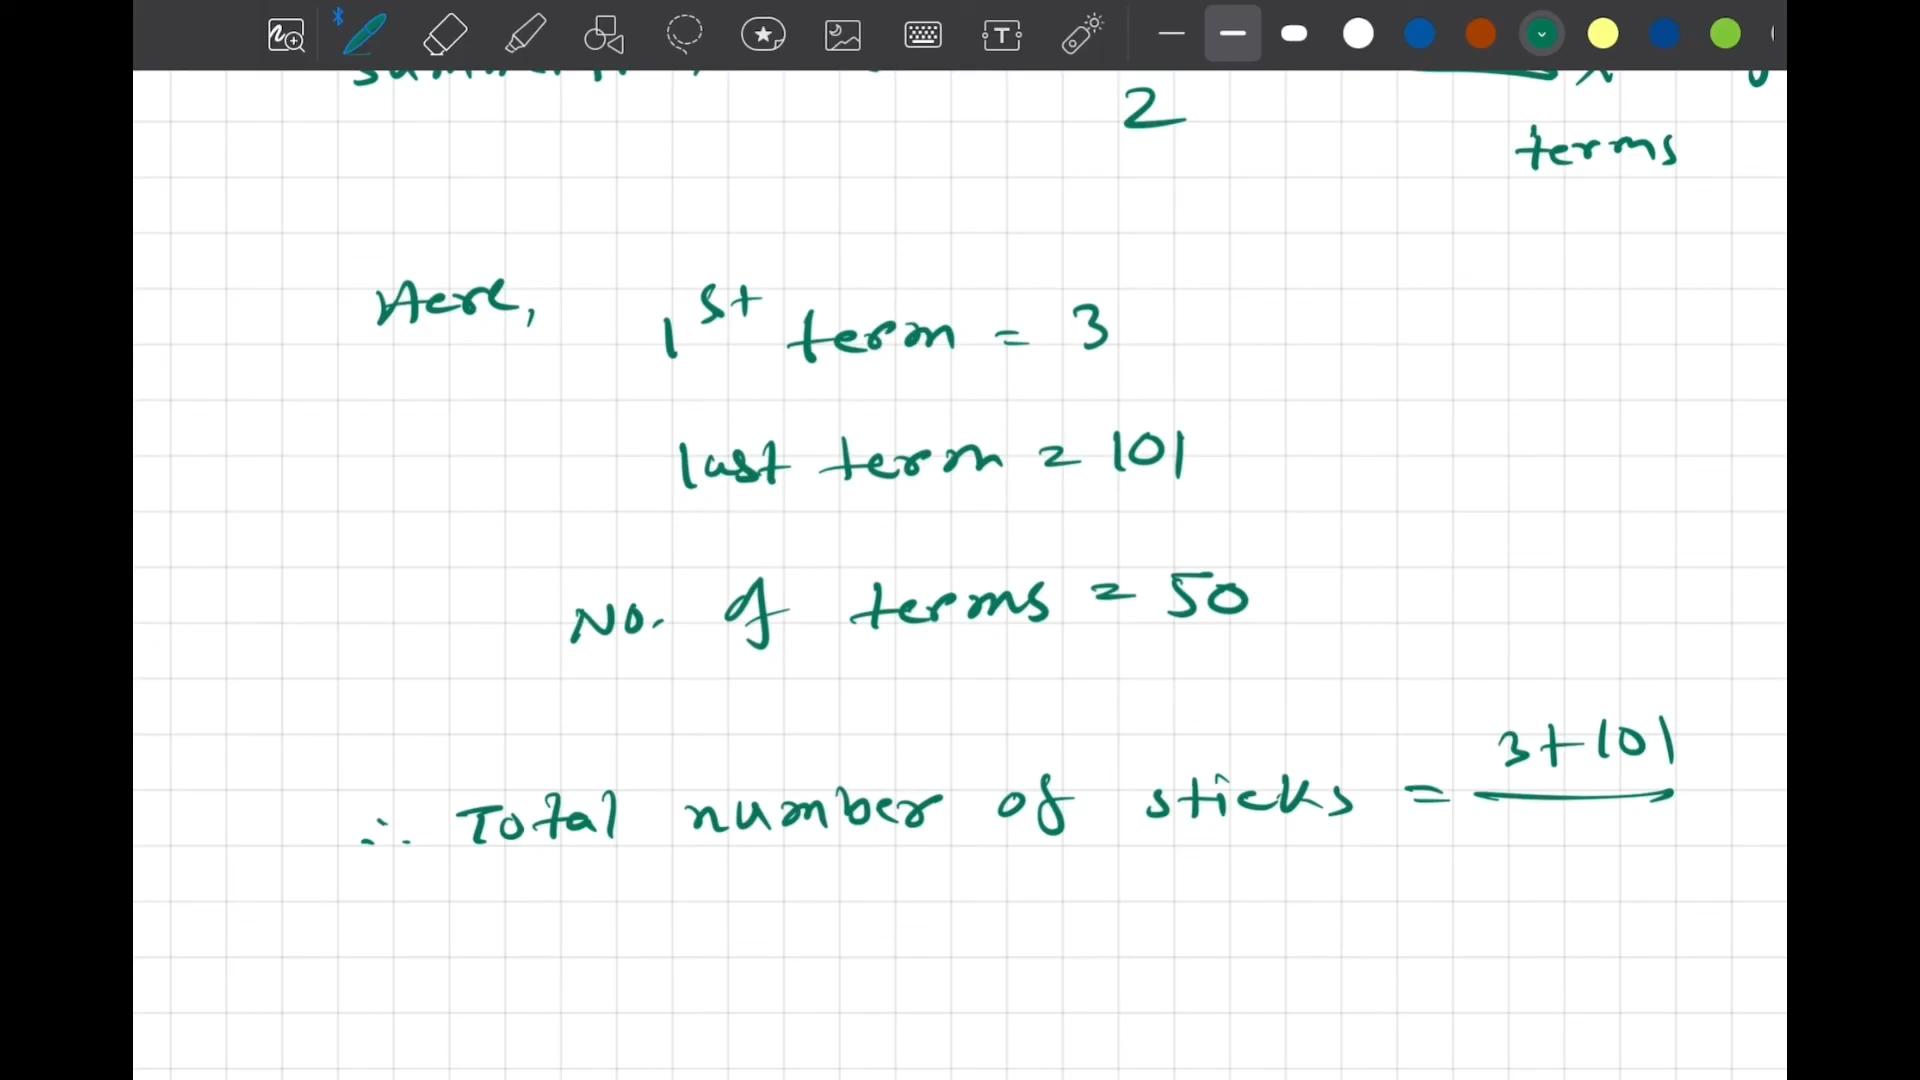 2
terms
Here, 1st term = 3
last term = 101
No. of terms = 50
∴ Total number of sticks = 3+101